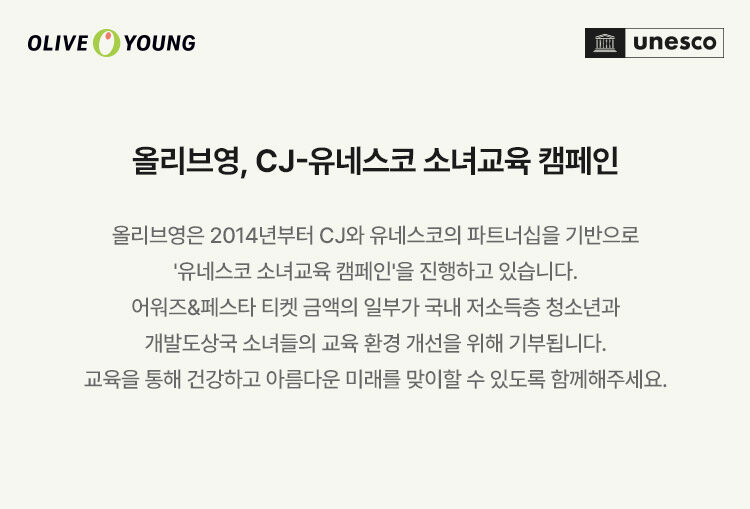 OLIVE YOUNG
unesco
올리브영, CJ-유네스코 소녀교육 캠페인
올리브영은 2014년부터 CJ와 유네스코의 파트너십을 기반으로
'유네스코 소녀교육 캠페인'을 진행하고 있습니다.
어워즈&페스타 티켓 금액의 일부가 국내 저소득층 청소년과
개발도상국 소녀들의 교육 환경 개선을 위해 기부됩니다.
교육을 통해 건강하고 아름다운 미래를 맞이할 수 있도록 함께해주세요.